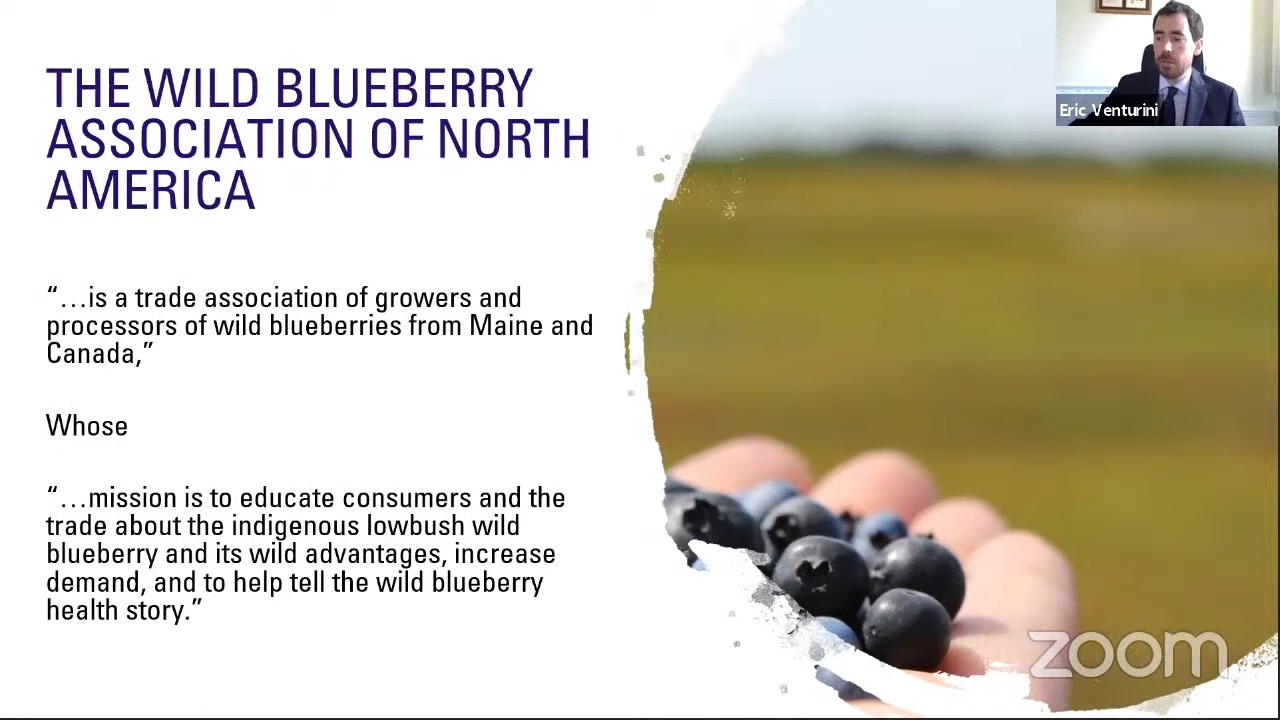 THE WILD BLUEBERRY
ASSOCIATION OF NORTH
AMERICA
“…is a trade association of growers and
processors of wild blueberries from Maine and
Canada,”
Whose
“…mission is to educate consumers and the
trade about the indigenous lowbush wild
blueberry and its wild advantages, increase
demand, and to help tell the wild blueberry
health story.”
Eric Venturini
zoom